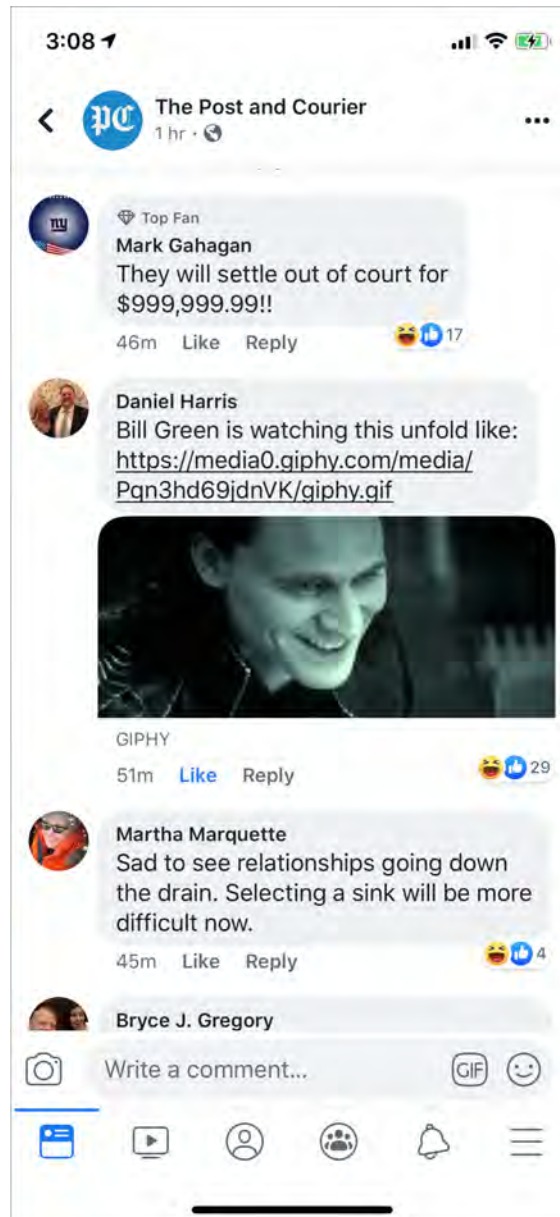 3:08
PC
The Post and Courier
1 hr ·
ny
Top Fan
Mark Gahagan
They will settle out of court for
$999,999.99!!
46m Like Reply
17
Daniel Harris
Bill Green is watching this unfold like:
https://media0.giphy.com/media/
Pqn3hd69jdnVK/giphy.gif
GIPHY
51m Like Reply
29
Martha Marquette
Sad to see relationships going down
the drain. Selecting a sink will be more
difficult now.
45m Like Reply
4
Bryce J. Gregory
Write a comment...
GIF